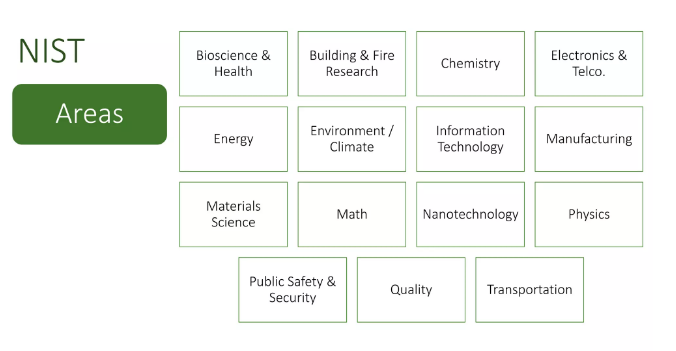 NIST
Areas
Bioscience &
Health
Building & Fire
Research
Chemistry
Electronics &
Telco.
Energy
Environment /
Climate
Information
Technology
Manufacturing
Materials
Science
Math
Nanotechnology
Physics
Public Safety &
Security
Quality
Transportation